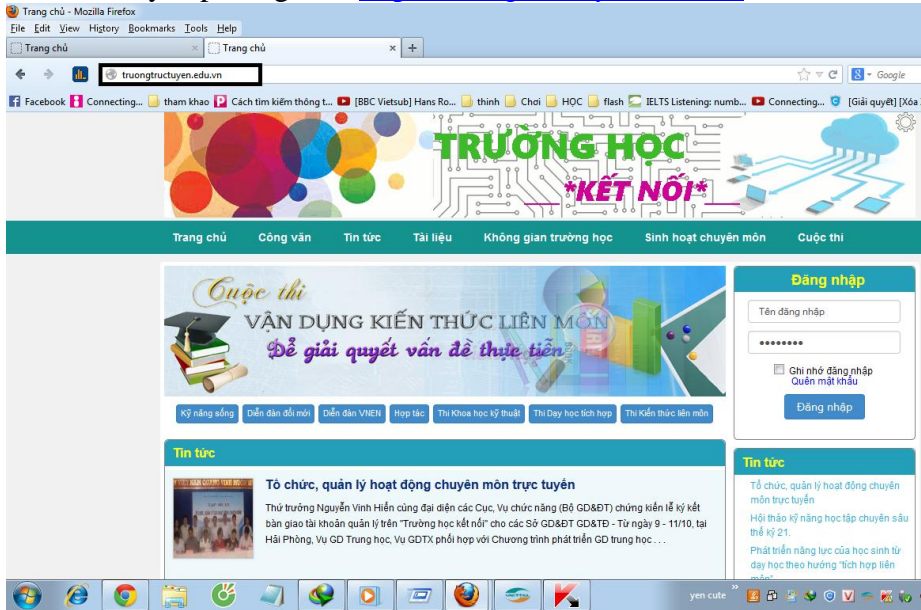 Trang chủ - Mozilla Firefox
File Edit View History Bookmarks Tools Help
Trang chủ × Trang chủ × +
truongtructuyen.edu.vn Google
Facebook Connecting... tham khao Cách tìm kiếm thông t... [BBC Vietsub] Hans Ro... thinh Chơi HỌC flash IELTS Listening: numb... Connecting... [Giải quyết] [Xóa
TRƯỜNG HỌC
*KẾT NỐI*
Trang chủ Công văn Tin tức Tài liệu Không gian trường học Sinh hoạt chuyên môn Cuộc thi
Cuộc thi
VẬN DỤNG KIẾN THỨC LIÊN MÔN
Để giải quyết vấn đề thực tiễn
Kỹ năng sống Diễn đàn đổi mới Diễn đàn VNEN Hợp tác Thi Khoa học kỹ thuật Thi Dạy học tích hợp Thi Kiến thức liên môn
Đăng nhập
Tên đăng nhập
••••••••
Ghi nhớ đăng nhập
Quên mật khẩu
Đăng nhập
Tin tức
Tổ chức, quản lý hoạt động chuyên môn trực tuyến
Thứ trưởng Nguyễn Vinh Hiển cùng đại diện các Cục, Vụ chức năng (Bộ GD&ĐT) chứng kiến lễ ký kết
bàn giao tài khoản quản lý trên "Trường học kết nối" cho các Sở GD&ĐT GD&TĐ - Từ ngày 9 - 11/10, tại
Hải Phòng, Vụ GD Trung học, Vụ GDTX phối hợp với Chương trình phát triển GD trung học . . .
Tin tức
Tổ chức, quản lý hoạt động chuyên
môn trực tuyến
Hội thảo kỹ năng học tập chuyên sâu
thế kỷ 21.
Phát triển năng lực của học sinh từ
dạy học theo hướng "tích hợp liên
môn"
yen cute